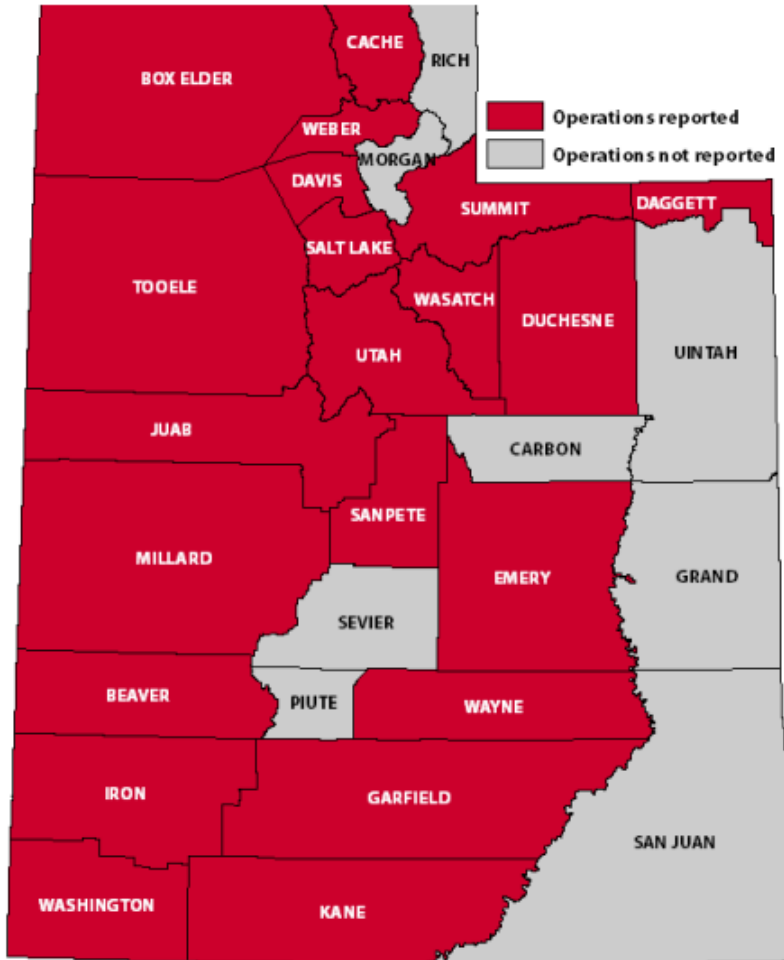 CACHE
RICH
BOX ELDER
Operations reported
WEBER
Operations not reported
MORGAN
DAVIS
SUMMIT
DAGGETT
SALT LAKE
TOOELE
WASATCH
DUCHESNE
UTAH
UINTAH
JUAB
CARBON
SANPETE
MILLARD
EMERY
GRAND
SEVIER
BEAVER
PIUTE
WAYNE
IRON
GARFIELD
SAN JUAN
WASHINGTON
KANE